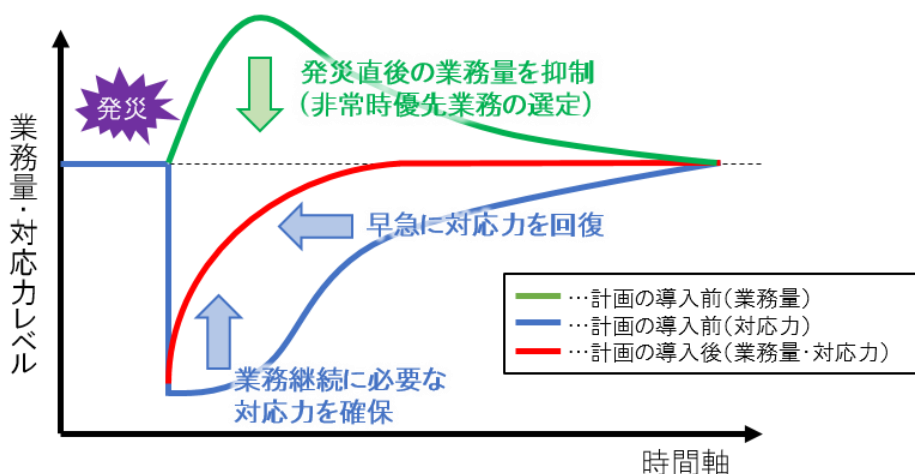 発災
発災直後の業務量を抑制
(非常時優先業務の選定)
業務量・対応力レベル
早急に対応力を回復
業務継続に必要な
対応力を確保
…計画の導入前(業務量)
…計画の導入前(対応力)
…計画の導入後(業務量・対応力)
時間軸